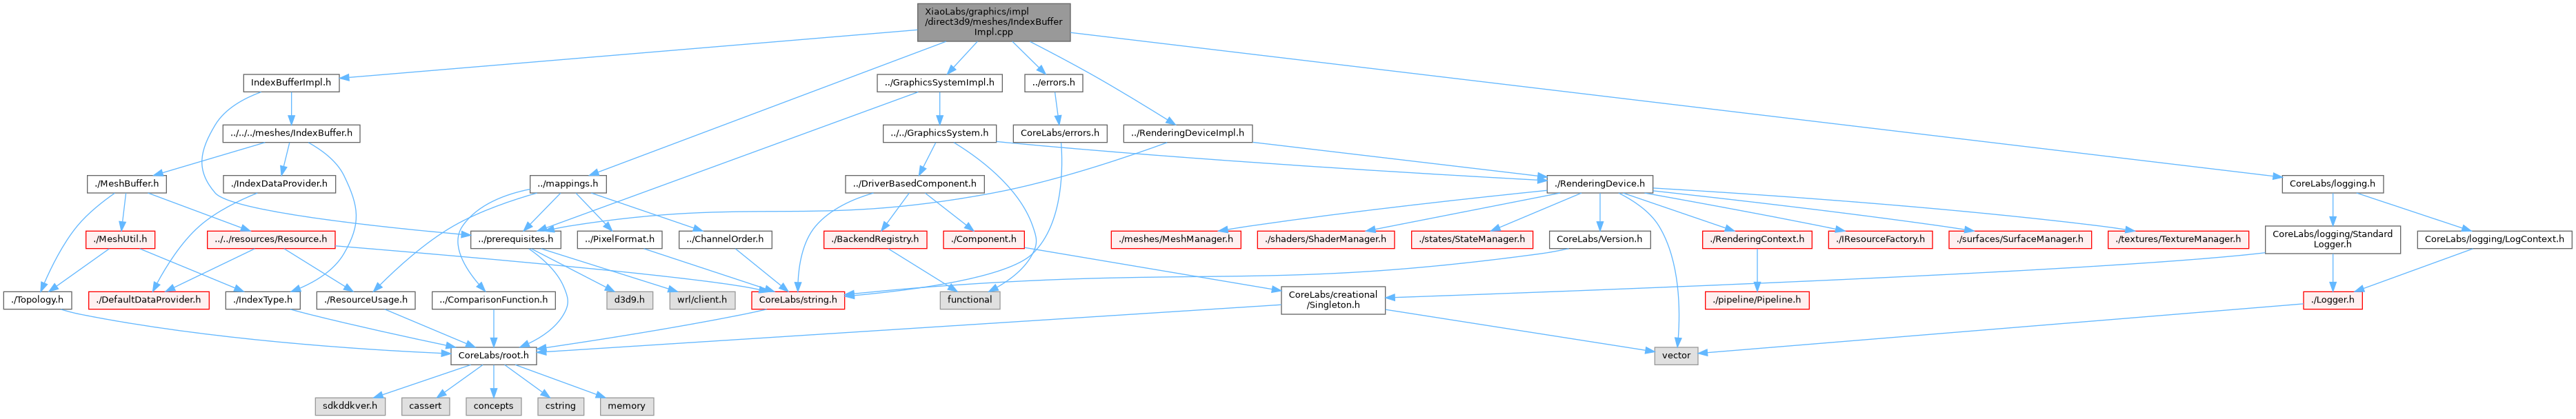 XiaoLabs/graphics/impl
/direct3d9/meshes/IndexBuffer
Impl.cpp
IndexBufferImpl.h
../GraphicsSystemImpl.h
../errors.h
../../../meshes/IndexBuffer.h
../../GraphicsSystem.h
CoreLabs/errors.h
../RenderingDeviceImpl.h
./MeshBuffer.h
./IndexDataProvider.h
../mappings.h
../DriverBasedComponent.h
./RenderingDevice.h
CoreLabs/logging.h
./MeshUtil.h
../../resources/Resource.h
../prerequisites.h
../PixelFormat.h
../ChannelOrder.h
./BackendRegistry.h
./Component.h
./meshes/MeshManager.h
./shaders/ShaderManager.h
./states/StateManager.h
CoreLabs/Version.h
./RenderingContext.h
./IResourceFactory.h
./surfaces/SurfaceManager.h
./textures/TextureManager.h
CoreLabs/logging/Standard
Logger.h
CoreLabs/logging/LogContext.h
./Topology.h
./DefaultDataProvider.h
./IndexType.h
./ResourceUsage.h
../ComparisonFunction.h
d3d9.h
wrl/client.h
CoreLabs/string.h
functional
CoreLabs/creational
/Singleton.h
./pipeline/Pipeline.h
./Logger.h
CoreLabs/root.h
vector
sdkddkver.h
cassert
concepts
cstring
memory